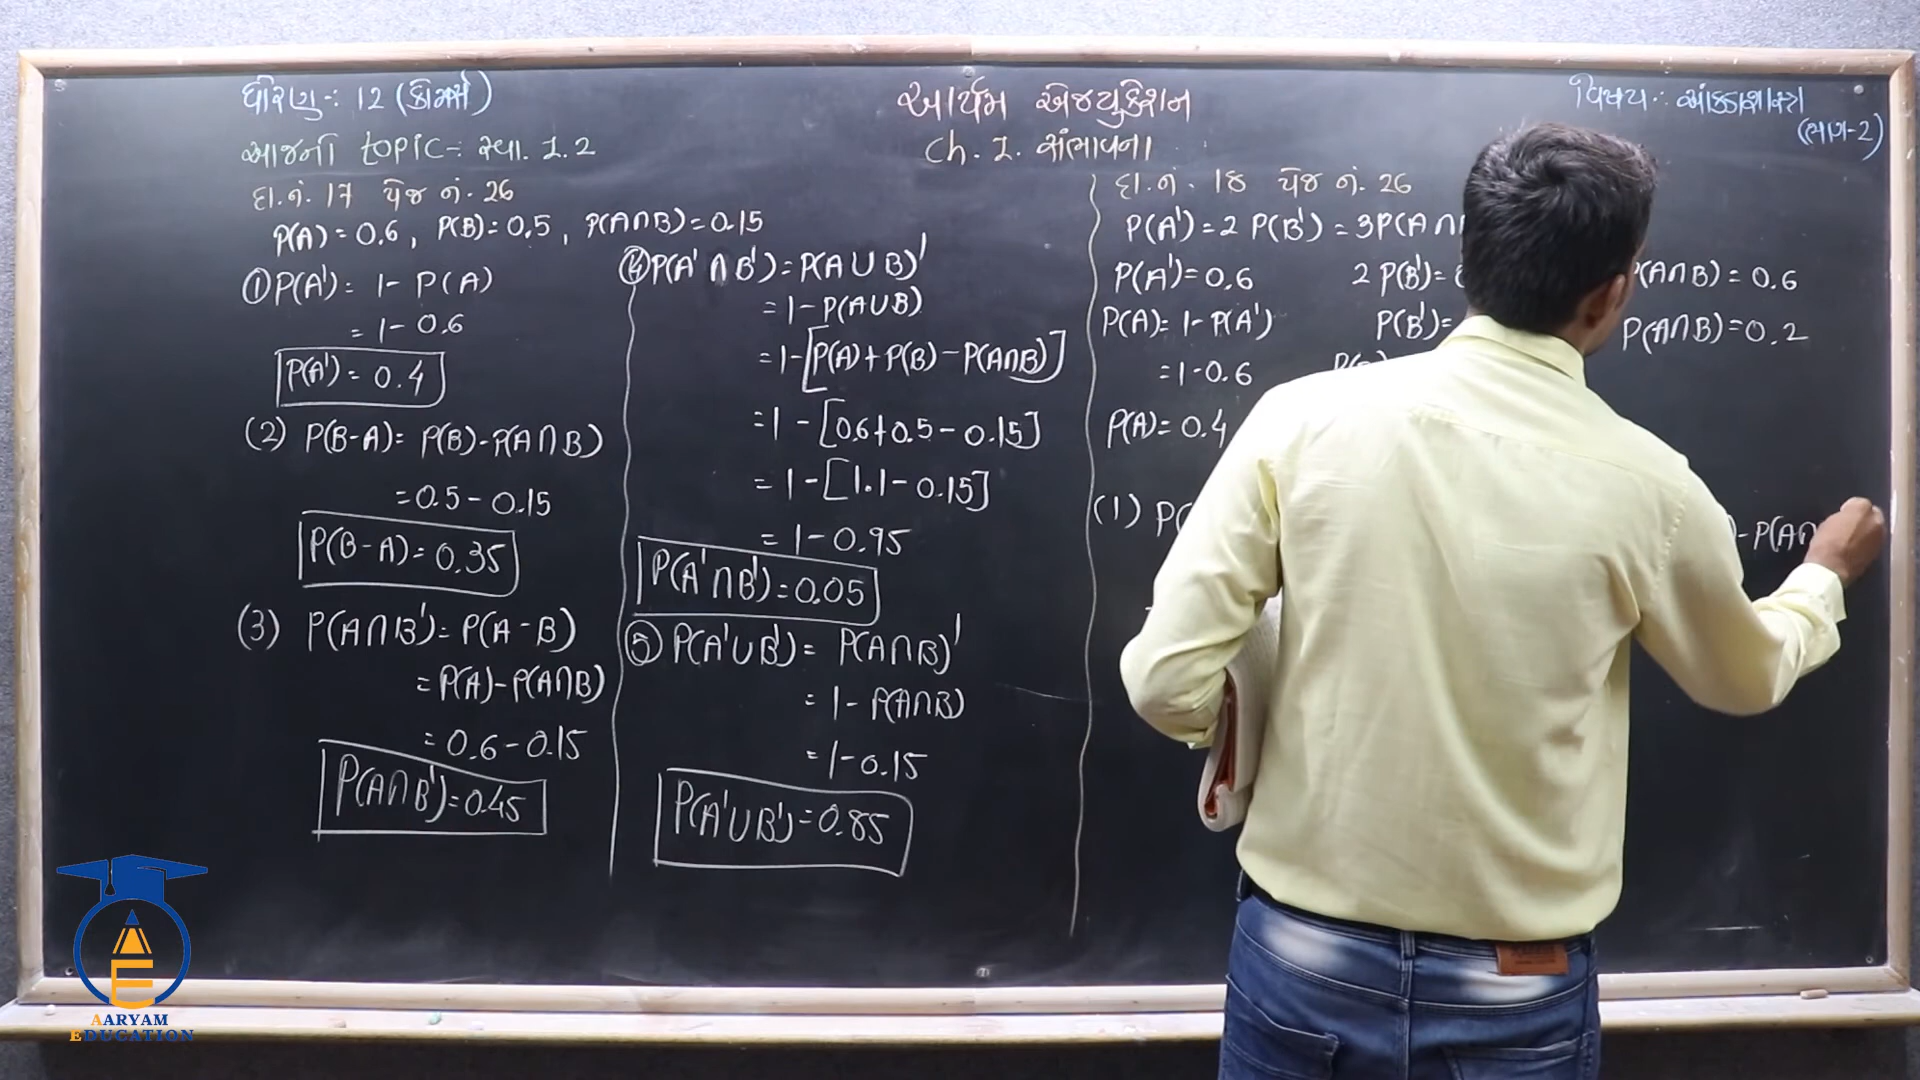 ધોરણ :- 12 (કોમર્સ)
આજના topic :- સ્વા. 1.2
દા.નં. 17 પેજ નં. 26
P(A) = 0.6, P(B) = 0.5, P(A∩B) = 0.15
① P(A') = 1 - P(A)
= 1 - 0.6
P(A') = 0.4
(2) P(B-A) = P(B) - P(A∩B)
= 0.5 - 0.15
P(B-A) = 0.35
(3) P(A∩B') = P(A-B)
= P(A) - P(A∩B)
= 0.6 - 0.15
P(A∩B') = 0.45
④ P(A'∩B') = P(A∪B)'
= 1 - P(A∪B)
= 1 - [P(A) + P(B) - P(A∩B)]
= 1 - [0.6 + 0.5 - 0.15]
= 1 - [1.1 - 0.15]
= 1 - 0.95
P(A'∩B') = 0.05
⑤ P(A'∪B') = P(A∩B)'
= 1 - P(A∩B)
= 1 - 0.15
P(A'∪B') = 0.85
આર્યમ એજ્યુકેશન
Ch. 1. સંભાવના
વિષય :- આંકડાશાસ્ત્ર
(ભાગ-2)
દા.નં. 18 પેજ નં. 26
P(A') = 2 P(B') = 3P(A∩
P(A') = 0.6
P(A) = 1 - P(A')
= 1 - 0.6
P(A) = 0.4
2 P(B') =
P(B') =
P(A∩B) = 0.6
P(A∩B) = 0.2
(1) P(
- P(A∩
AARYAM
EDUCATION